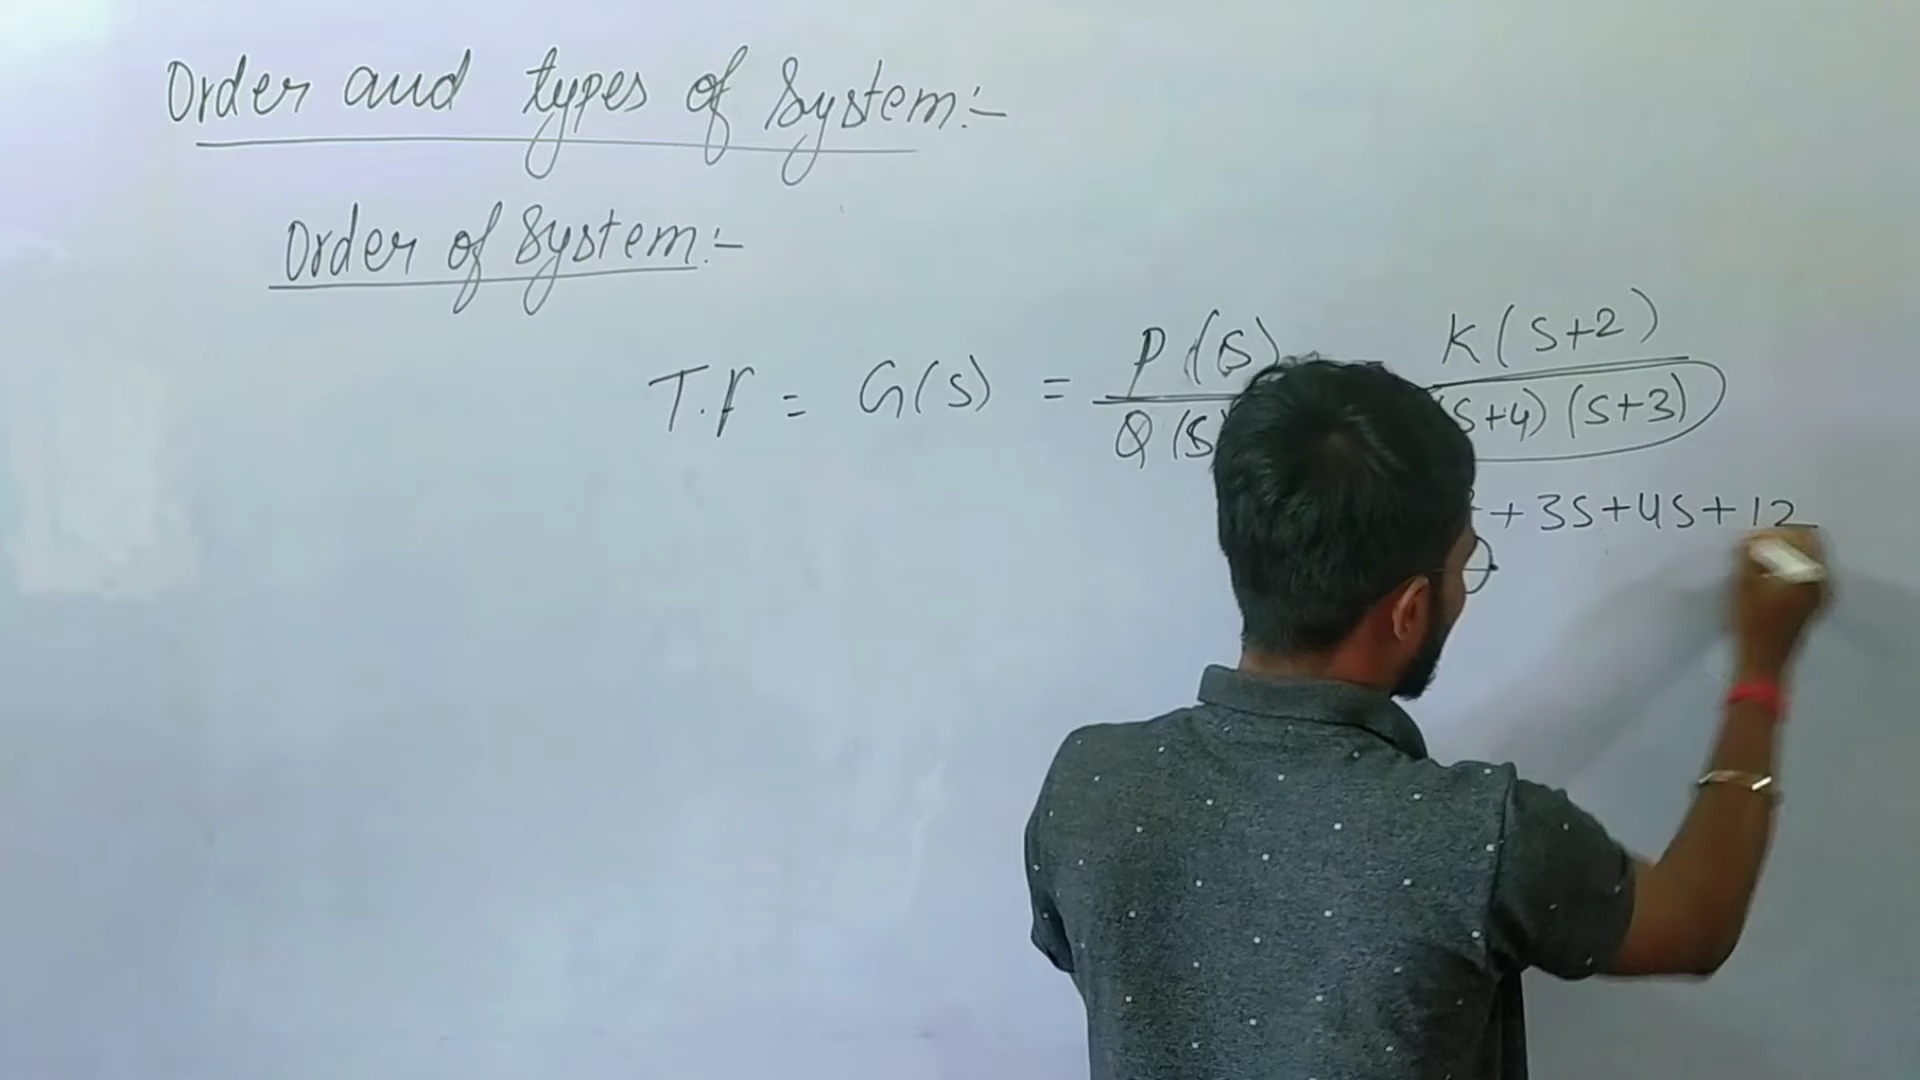 Order and types of System:-
Order of System:-
T.F = G(s) = P(s) / Q(s) = K(s+2) / (s+4)(s+3)
+3s+4s+12